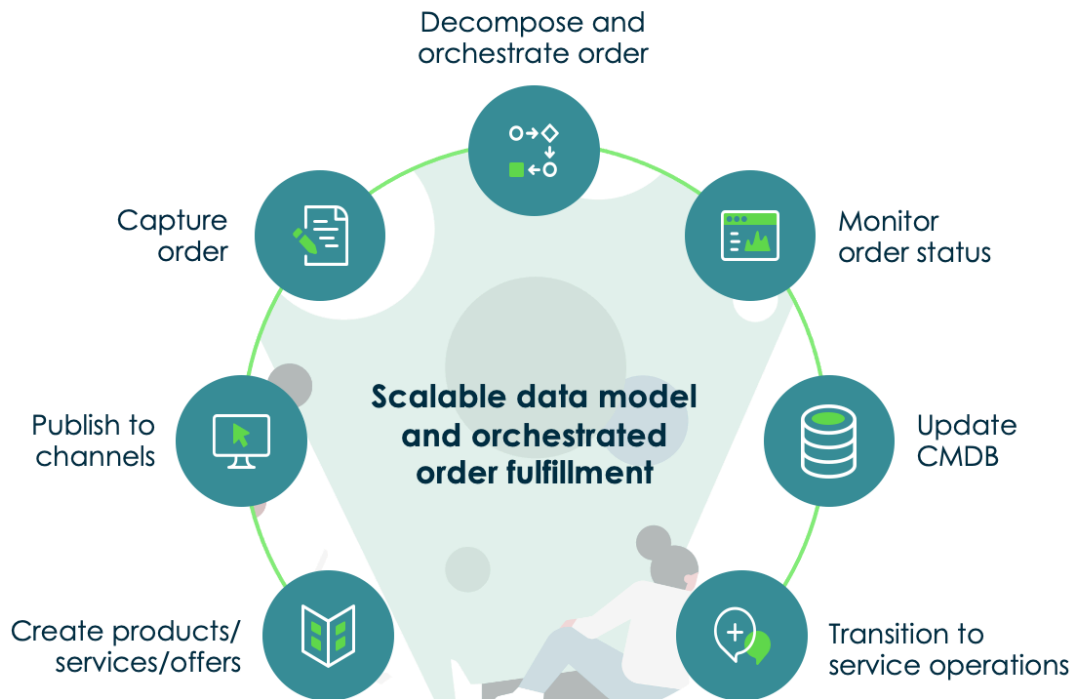 Decompose and
orchestrate order
Capture
order
Monitor
order status
Publish to
channels
Scalable data model
and orchestrated
order fulfillment
Update
CMDB
Create products/
services/offers
Transition to
service operations